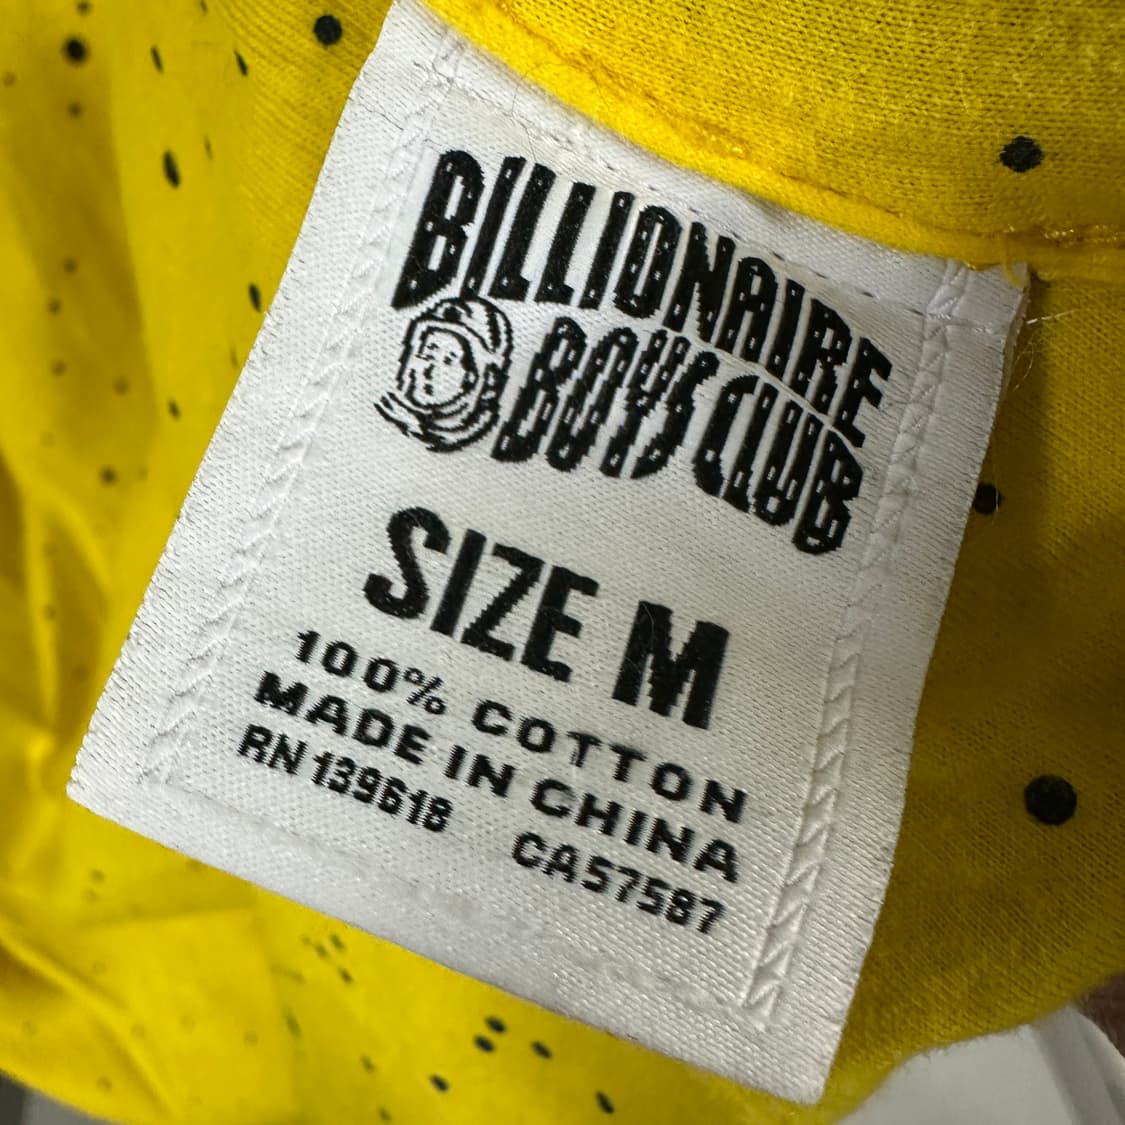 BILLIONAIRE
BOYS CLUB
SIZE M
100% COTTON
MADE IN CHINA
RN 139618 CA57587